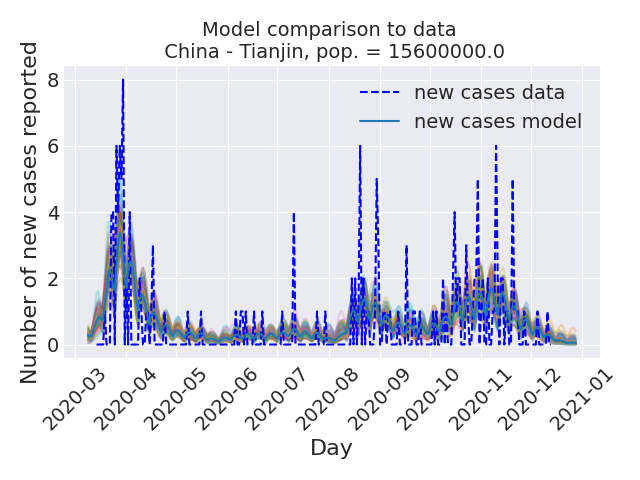 Model comparison to data
China - Tianjin, pop. = 15600000.0
Number of new cases reported
8
6
4
2
0
new cases data
new cases model
2020-03
2020-04
2020-05
2020-06
2020-07
2020-08
2020-09
2020-10
2020-11
2020-12
2021-01
Day